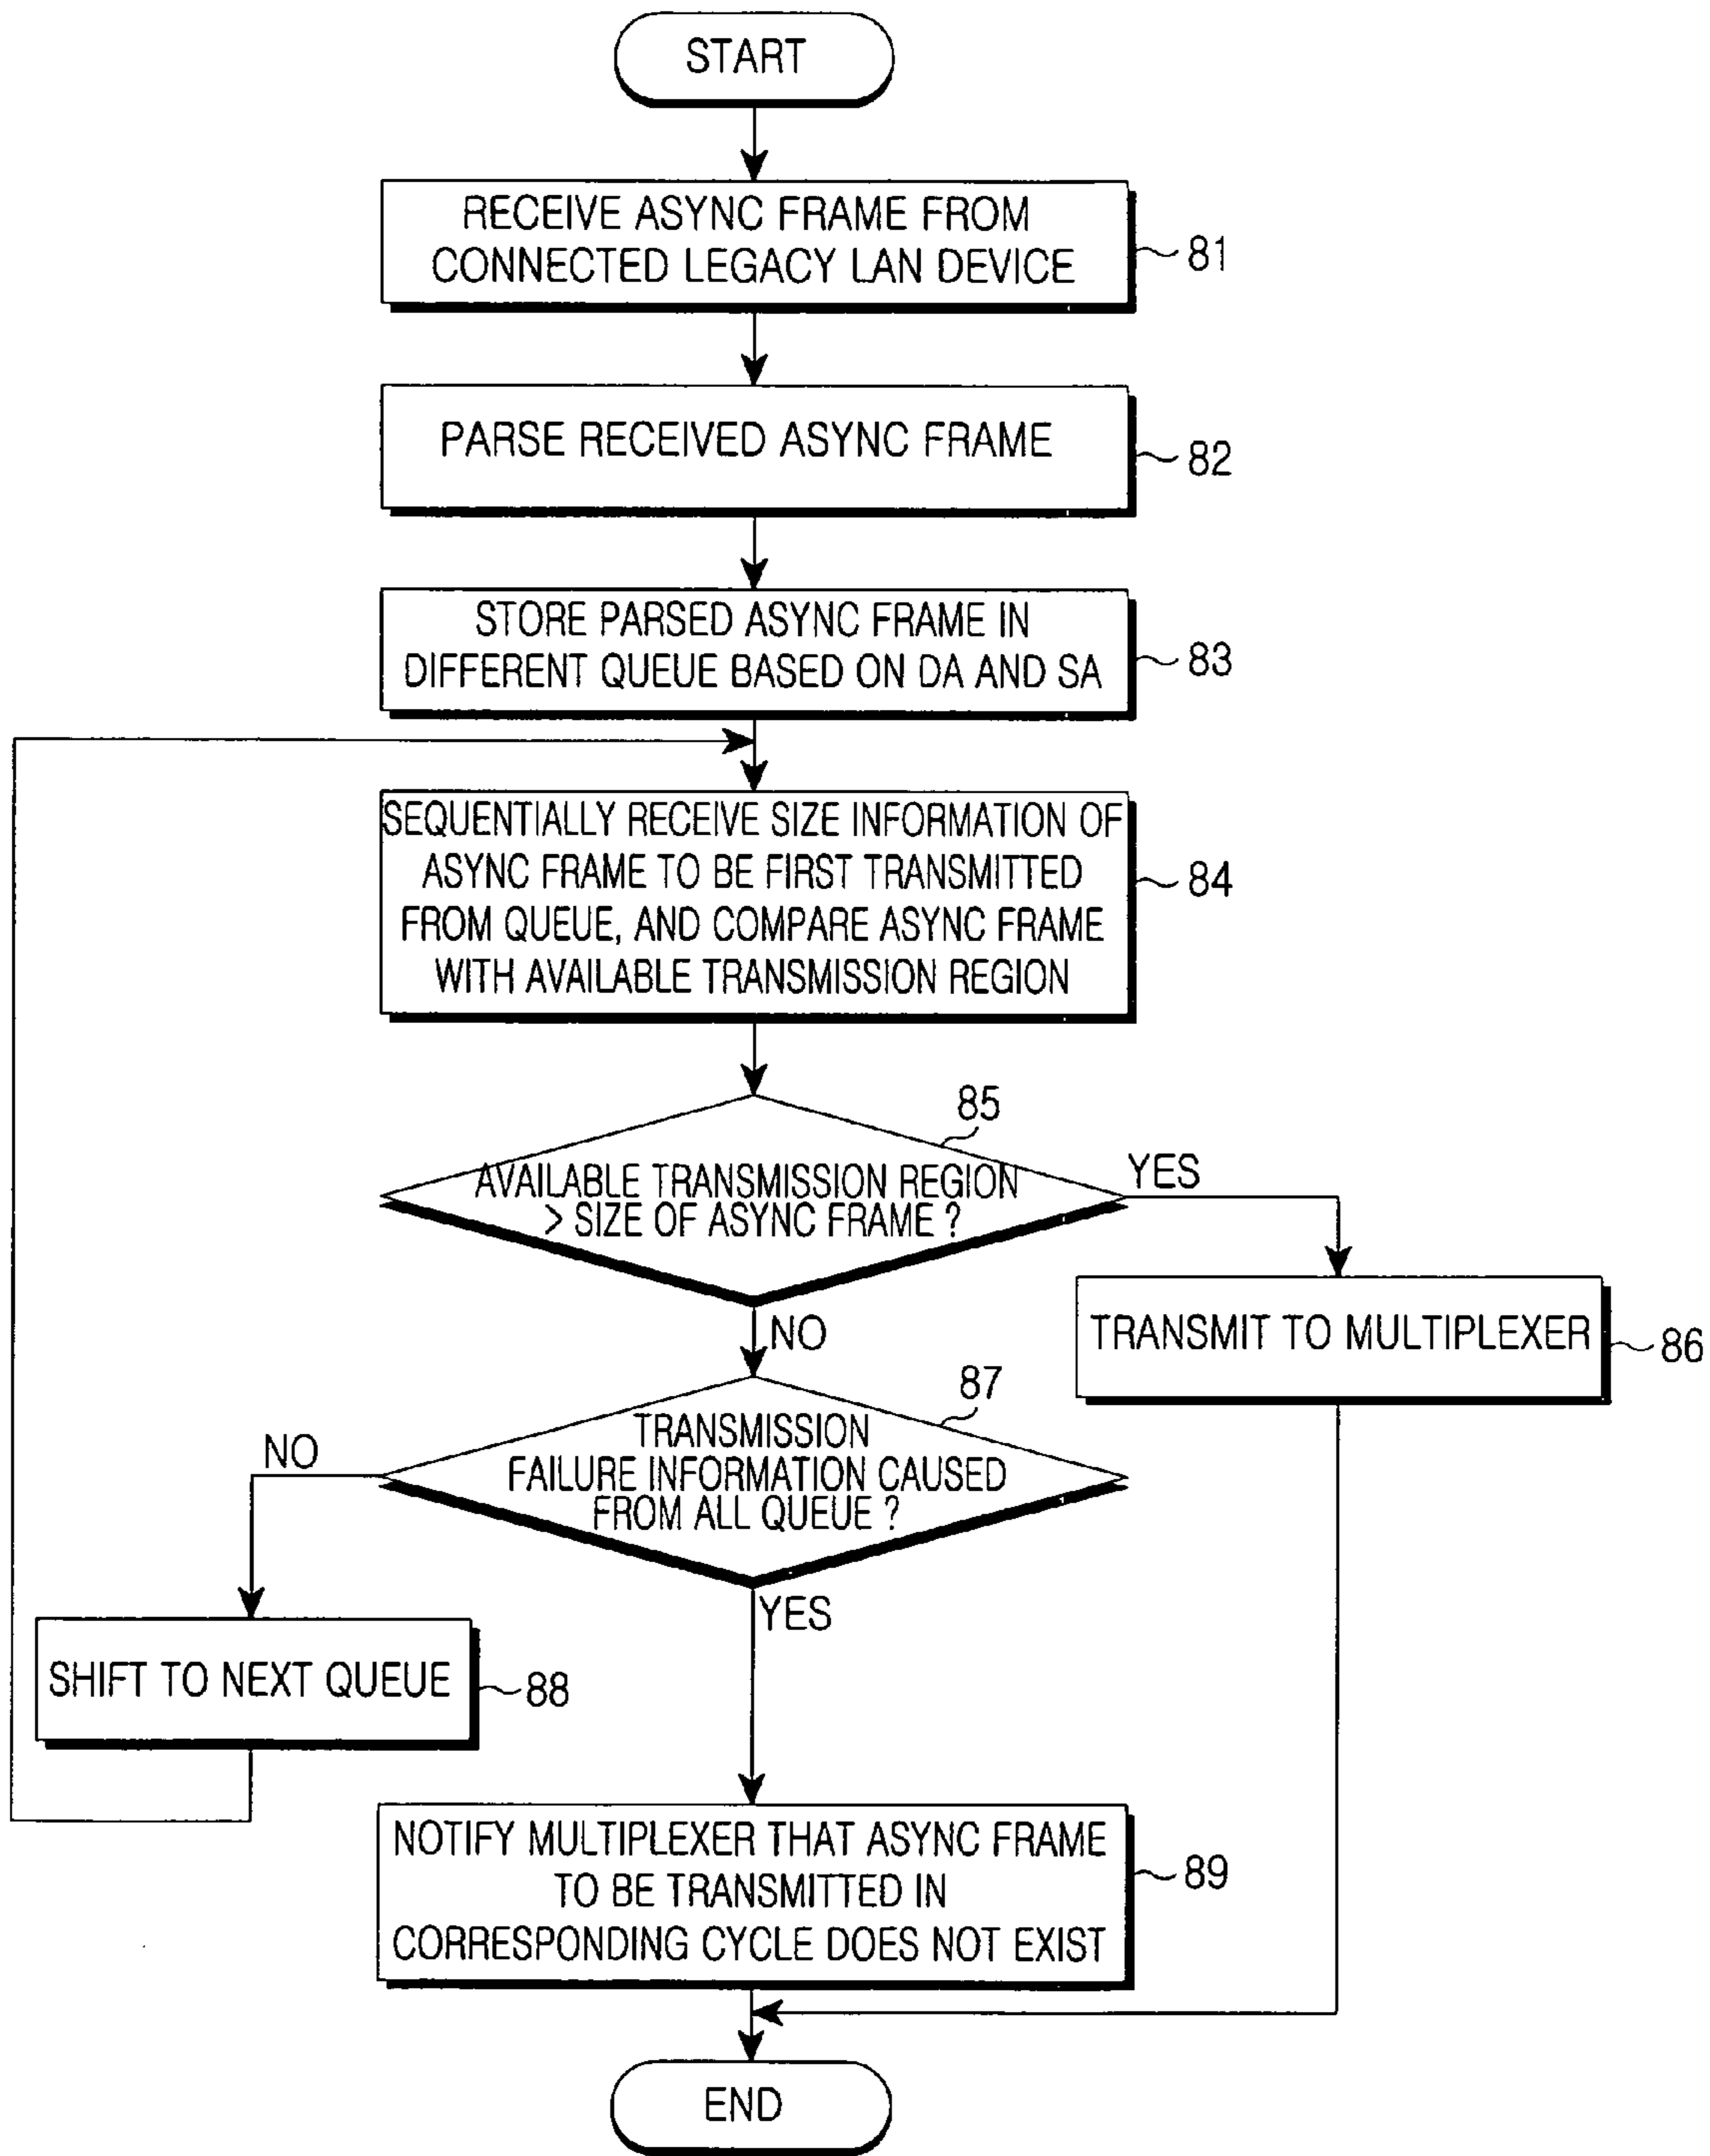 START
RECEIVE ASYNC FRAME FROM
CONNECTED LEGACY LAN DEVICE
81
PARSE RECEIVED ASYNC FRAME
82
STORE PARSED ASYNC FRAME IN
DIFFERENT QUEUE BASED ON DA AND SA
83
SEQUENTIALLY RECEIVE SIZE INFORMATION OF
ASYNC FRAME TO BE FIRST TRANSMITTED
FROM QUEUE, AND COMPARE ASYNC FRAME
WITH AVAILABLE TRANSMISSION REGION
84
85
AVAILABLE TRANSMISSION REGION
> SIZE OF ASYNC FRAME ?
YES
NO
TRANSMIT TO MULTIPLEXER
86
87
TRANSMISSION
FAILURE INFORMATION CAUSED
FROM ALL QUEUE ?
NO
YES
SHIFT TO NEXT QUEUE
88
NOTIFY MULTIPLEXER THAT ASYNC FRAME
TO BE TRANSMITTED IN
CORRESPONDING CYCLE DOES NOT EXIST
89
END